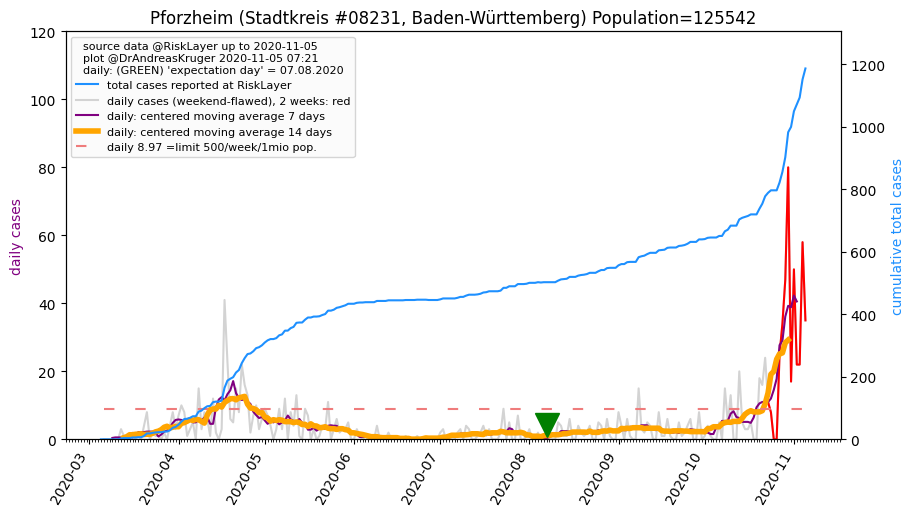 Pforzheim (Stadtkreis #08231, Baden-Württemberg) Population=125542
source data @RiskLayer up to 2020-11-05
plot @DrAndreasKruger 2020-11-05 07:21
daily: (GREEN) 'expectation day' = 07.08.2020
total cases reported at RiskLayer
daily cases (weekend-flawed), 2 weeks: red
daily: centered moving average 7 days
daily: centered moving average 14 days
daily 8.97 =limit 500/week/1mio pop.
daily cases
120
100
80
60
40
20
0
cumulative total cases
1200
1000
800
600
400
200
0
2020-03
2020-04
2020-05
2020-06
2020-07
2020-08
2020-09
2020-10
2020-11